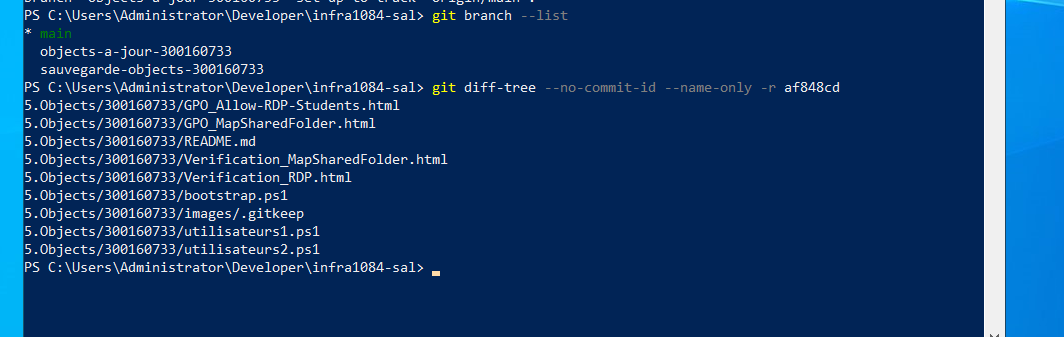 PS C:\Users\Administrator\Developer\infra1084-sal> git branch --list
* main
  objects-a-jour-300160733
  sauvegarde-objects-300160733
PS C:\Users\Administrator\Developer\infra1084-sal> git diff-tree --no-commit-id --name-only -r af848cd
5.Objects/300160733/GPO_Allow-RDP-Students.html
5.Objects/300160733/GPO_MapSharedFolder.html
5.Objects/300160733/README.md
5.Objects/300160733/Verification_MapSharedFolder.html
5.Objects/300160733/Verification_RDP.html
5.Objects/300160733/bootstrap.ps1
5.Objects/300160733/images/.gitkeep
5.Objects/300160733/utilisateurs1.ps1
5.Objects/300160733/utilisateurs2.ps1
PS C:\Users\Administrator\Developer\infra1084-sal>